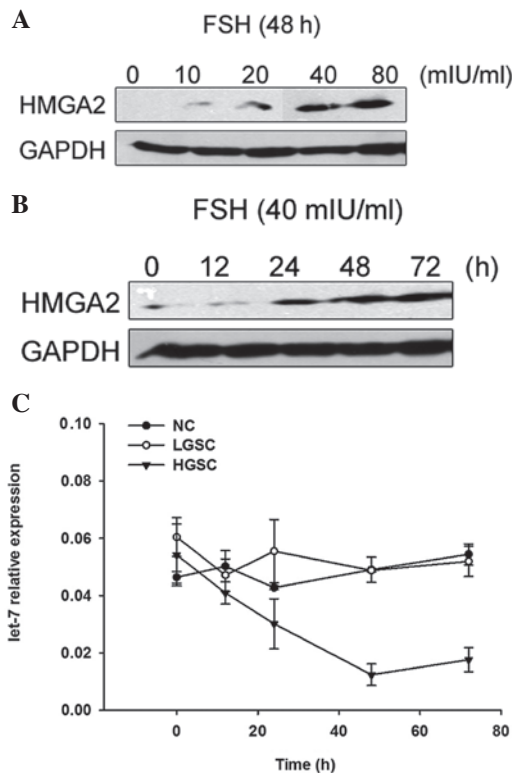 A
FSH (48 h)
0 10 20 40 80 (mIU/ml)
HMGA2
GAPDH
B
FSH (40 mIU/ml)
0 12 24 48 72 (h)
HMGA2
GAPDH
C
NC
LGSC
HGSC
let-7 relative expression
0.10
0.08
0.06
0.04
0.02
0.00
0 20 40 60 80
Time (h)